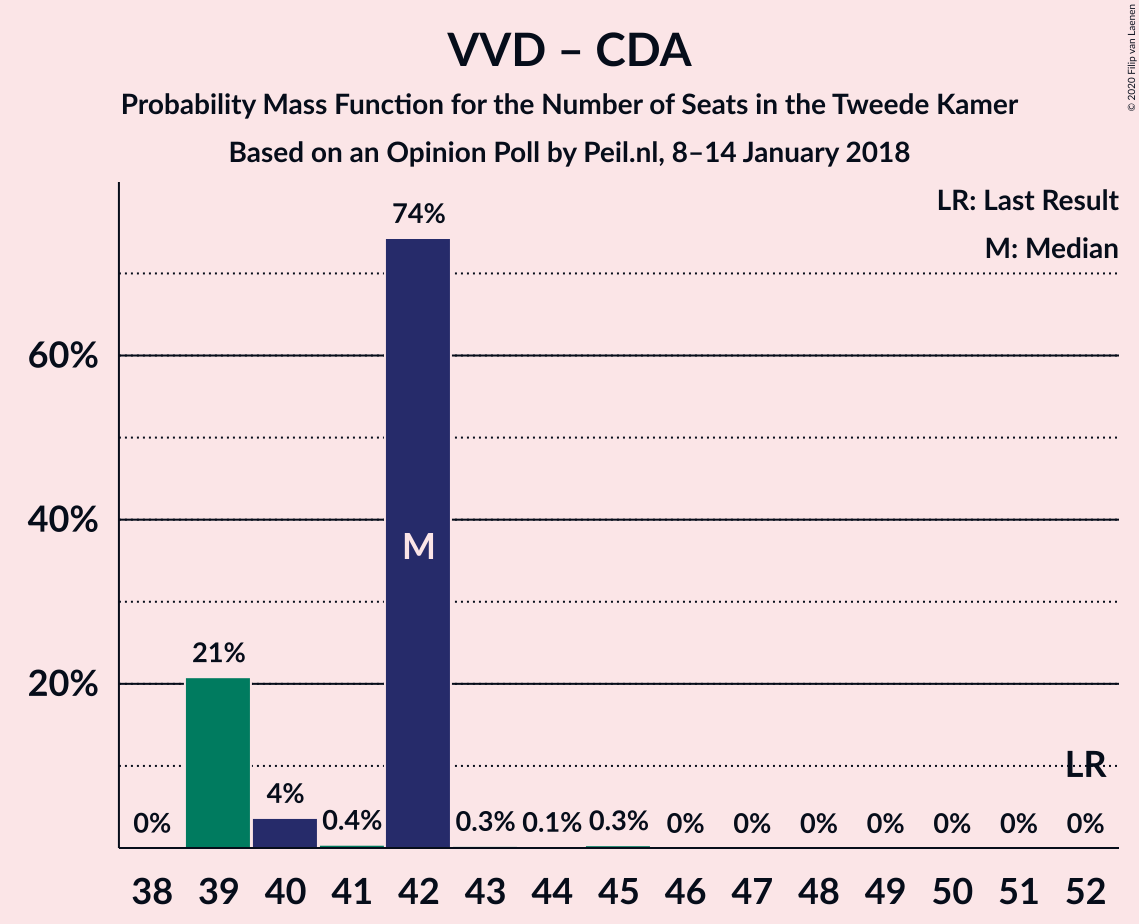 VVD – CDA
Probability Mass Function for the Number of Seats in the Tweede Kamer
Based on an Opinion Poll by Peil.nl, 8–14 January 2018
© 2020 Filip van Laenen
LR: Last Result
M: Median
60%
40%
20%
0%
21%
4%
0.4%
74%
0.3%
0.1%
0.3%
0%
0%
0%
0%
0%
0%
0%
M
LR
38 39 40 41 42 43 44 45 46 47 48 49 50 51 52